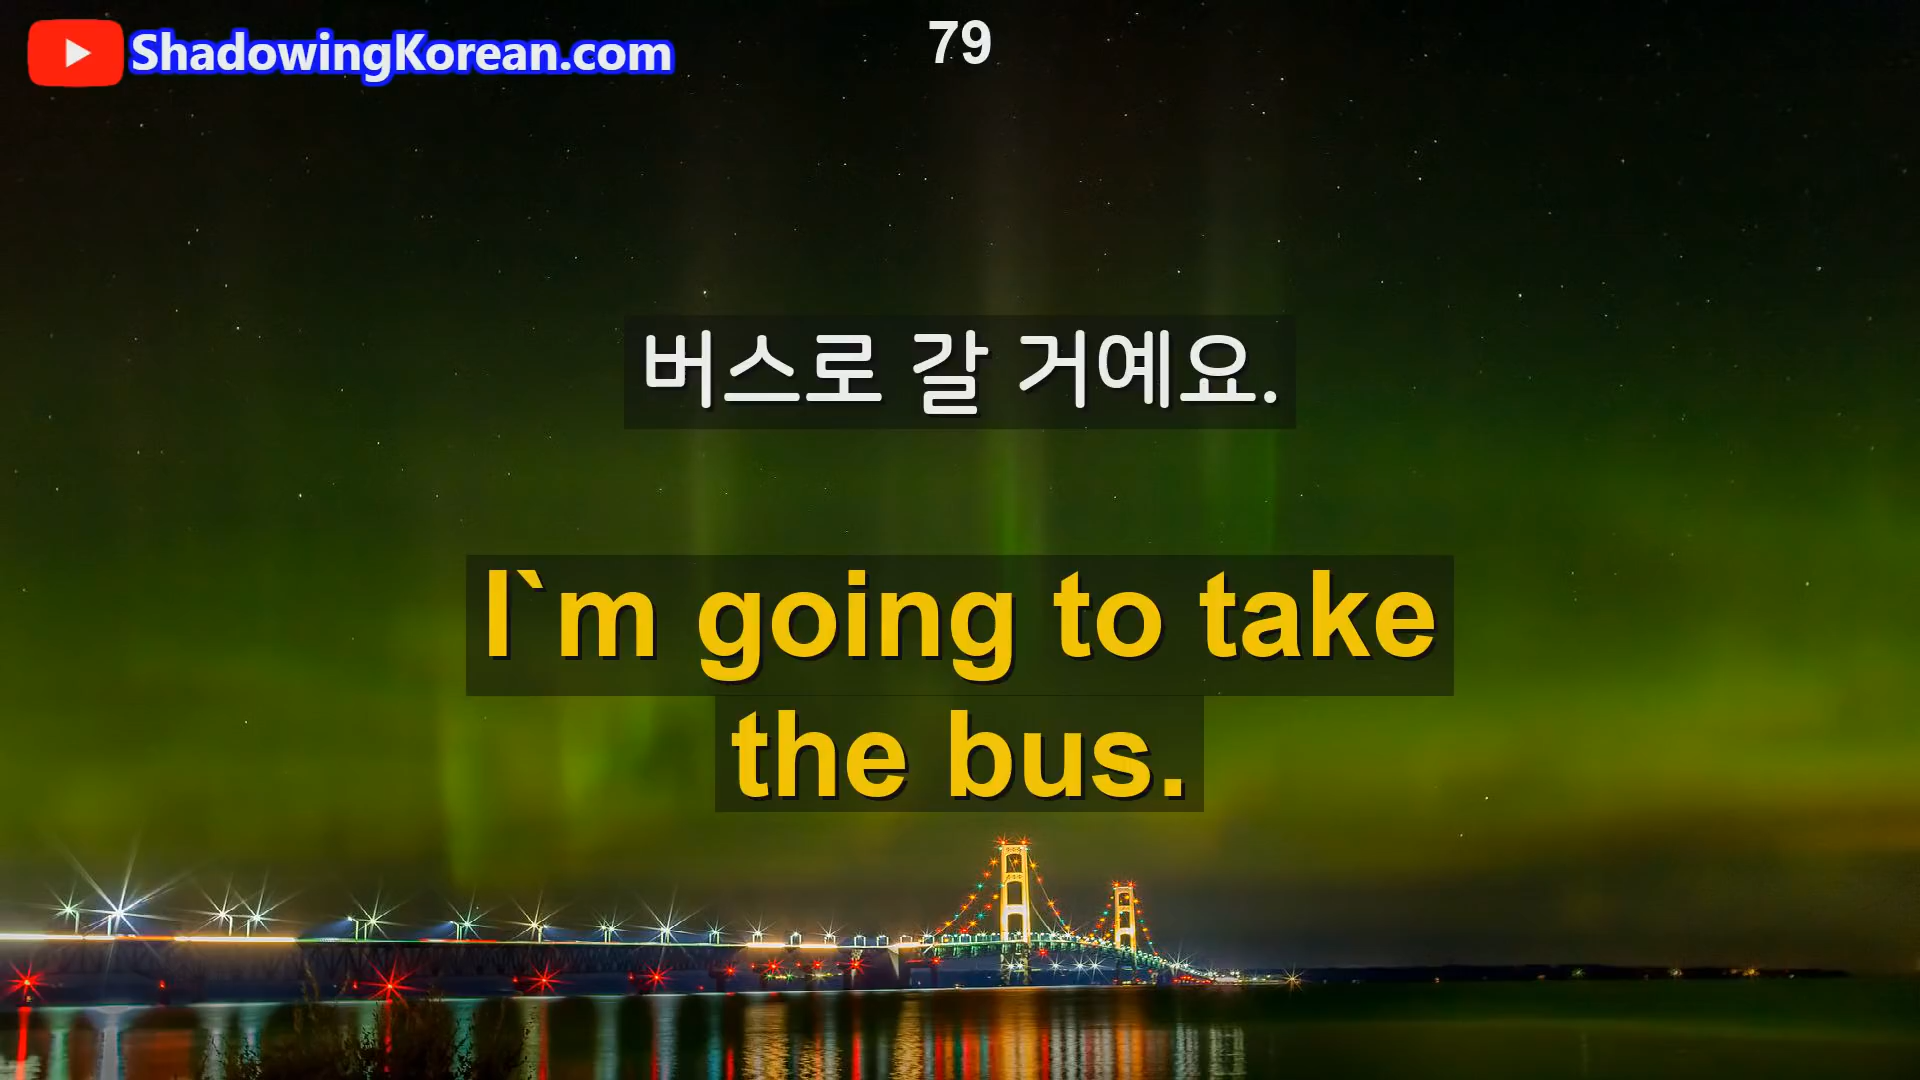 ShadowingKorean.com
79
버스로 갈 거예요.
I`m going to take
the bus.